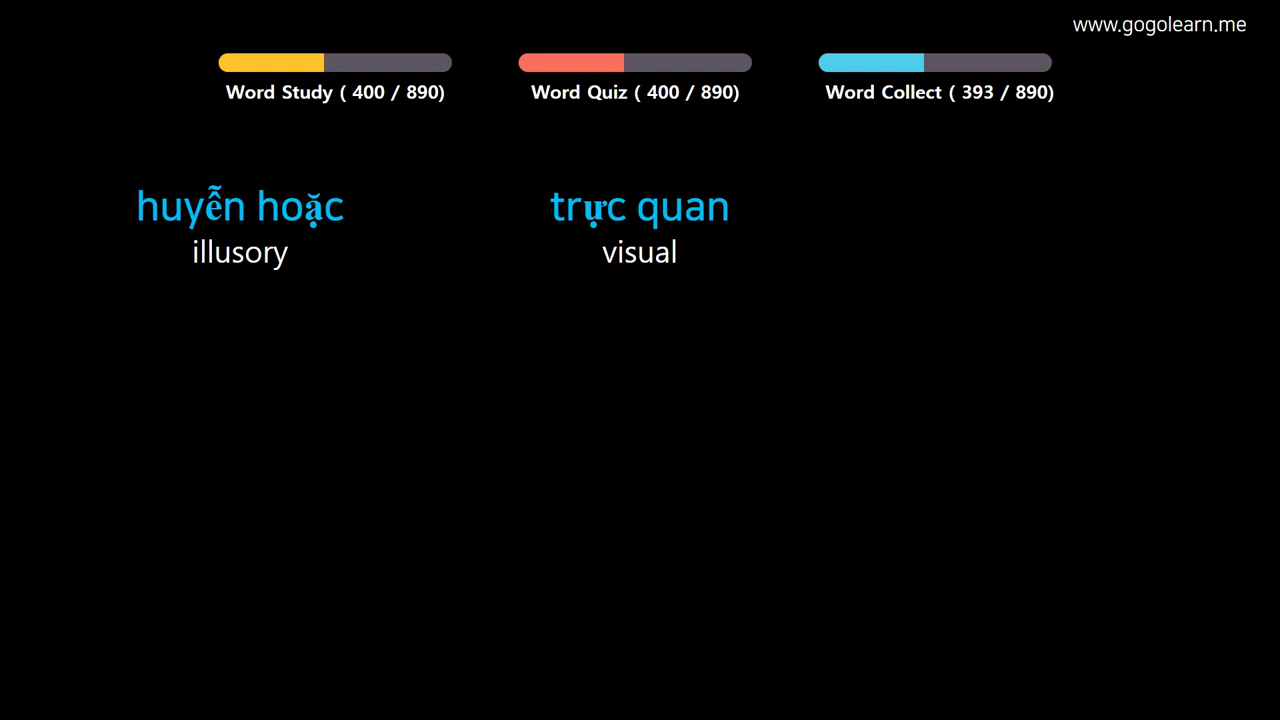 www.gogolearn.me
Word Study ( 400 / 890)
Word Quiz ( 400 / 890)
Word Collect ( 393 / 890)
huyễn hoặc
illusory
trực quan
visual